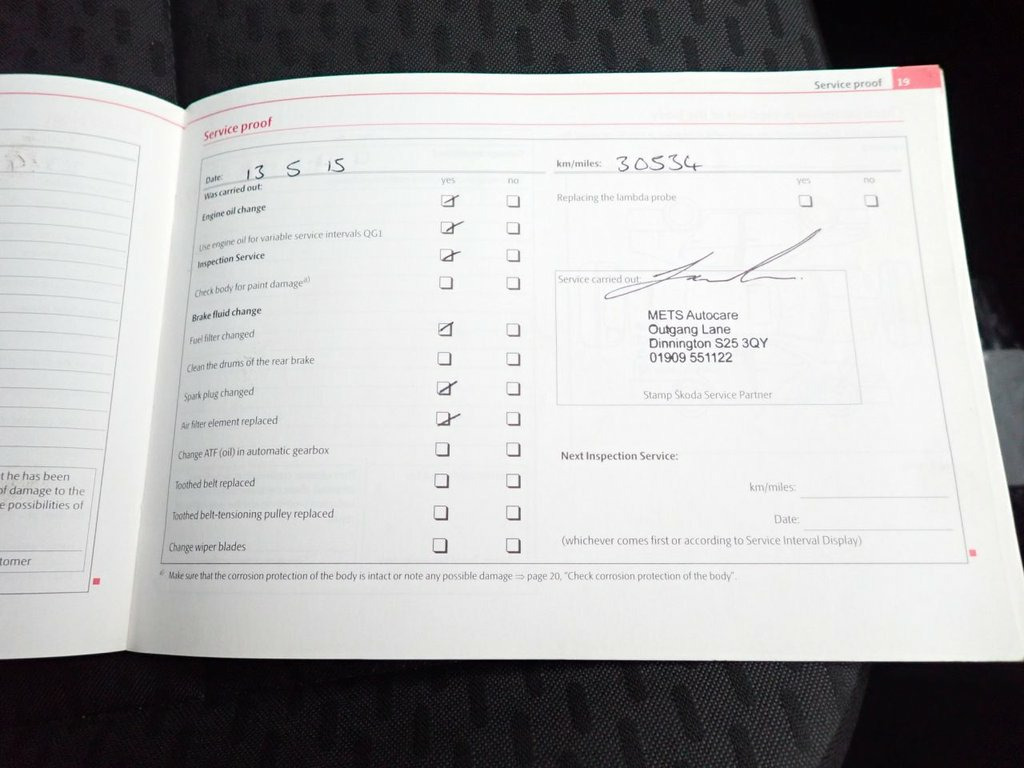 Service proof 19
Service proof
Date: 13 5 15
km/miles: 30534
Was carried out:
yes no
Engine oil change
Use engine oil for variable service intervals QG1
Inspection Service
Check body for paint damage a)
Brake fluid change
Fuel filter changed
Clean the drums of the rear brake
Spark plug changed
Air filter element replaced
Change ATF (oil) in automatic gearbox
Toothed belt replaced
Toothed belt-tensioning pulley replaced
Change wiper blades
yes no
Replacing the lambda probe
Service carried out:
METS Autocare
Outgang Lane
Dinnington S25 3QY
01909 551122
Stamp Škoda Service Partner
Next Inspection Service:
km/miles:
Date:
(whichever comes first or according to Service Interval Display)
a) Make sure that the corrosion protection of the body is intact or note any possible damage ⇒ page 20, "Check corrosion protection of the body".
t he has been
of damage to the
e possibilities of
tomer